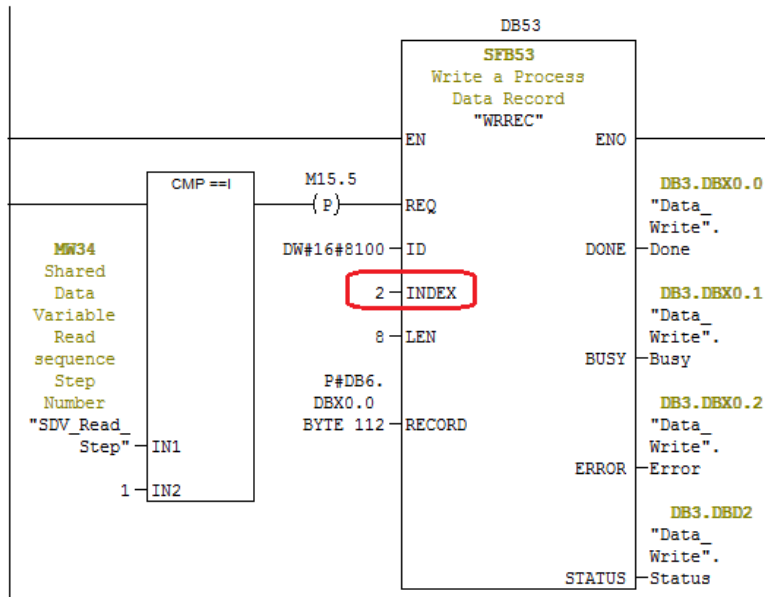 DB53
SFB53
Write a Process
Data Record
"WRREC"
EN ENO
CMP ==I
M15.5
( P )
REQ
DB3.DBX0.0
"Data_
Write".
DONE Done
MW34
Shared
Data
Variable
Read
sequence
Step
Number
"SDV_Read_
Step" IN1
1 IN2
DW#16#8100 ID
2 INDEX
8 LEN
P#DB6.
DBX0.0
BYTE 112 RECORD
DB3.DBX0.1
"Data_
Write".
BUSY Busy
DB3.DBX0.2
"Data_
Write".
ERROR Error
DB3.DBD2
"Data_
Write".
STATUS Status